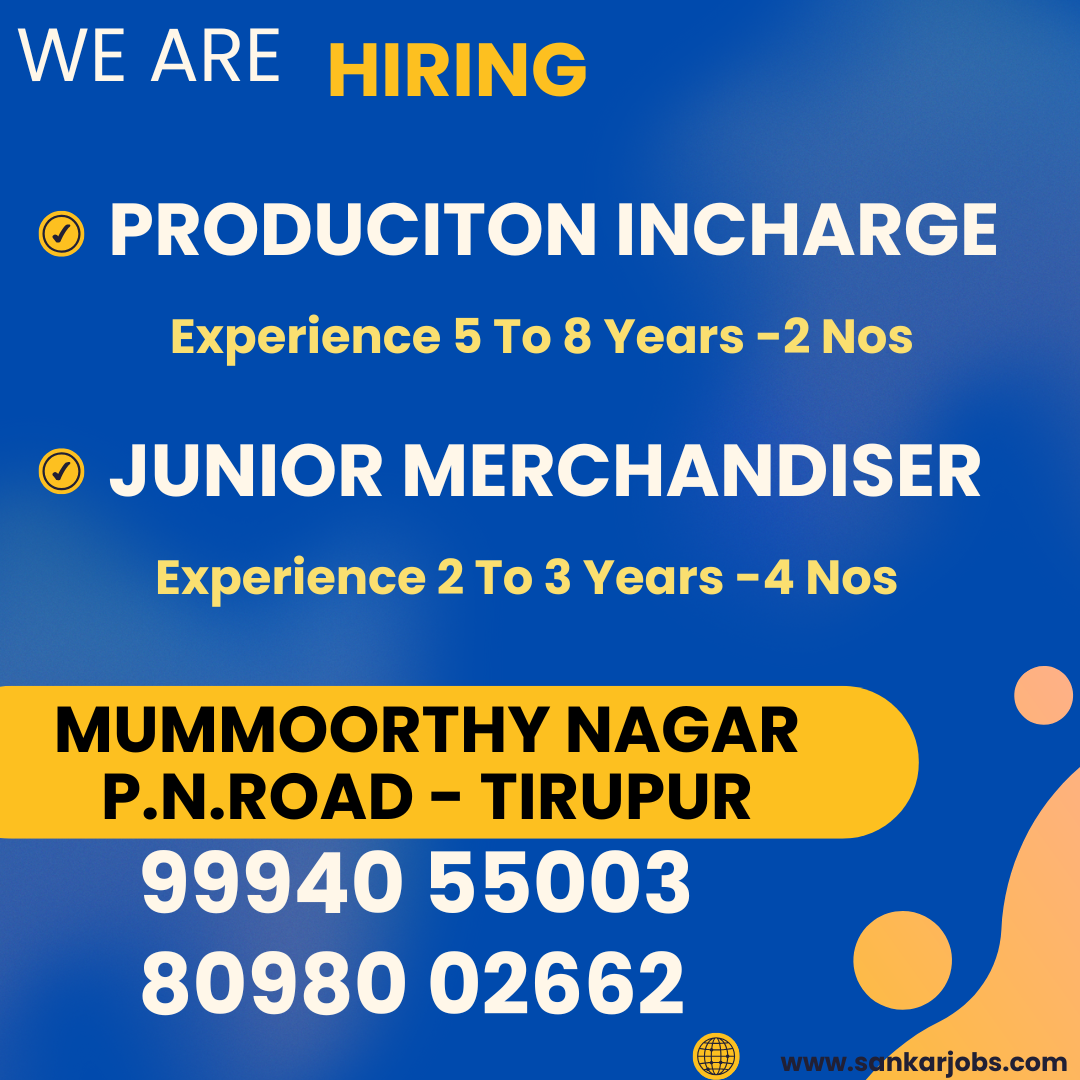 WE ARE HIRING
PRODUCITON INCHARGE
Experience 5 To 8 Years -2 Nos
JUNIOR MERCHANDISER
Experience 2 To 3 Years -4 Nos
MUMMOORTHY NAGAR
P.N.ROAD - TIRUPUR
99940 55003
80980 02662
www.sankarjobs.com